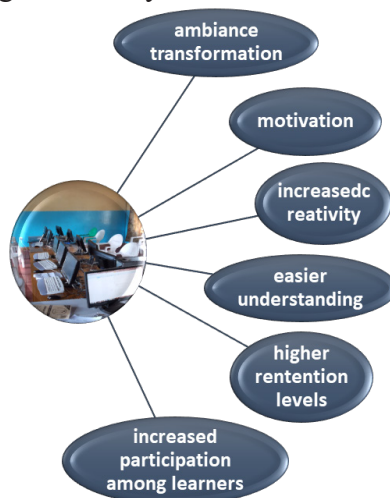 ambiance
transformation
motivation
increasedc
reativity
easier
understanding
higher
rentention
levels
increased
participation
among learners